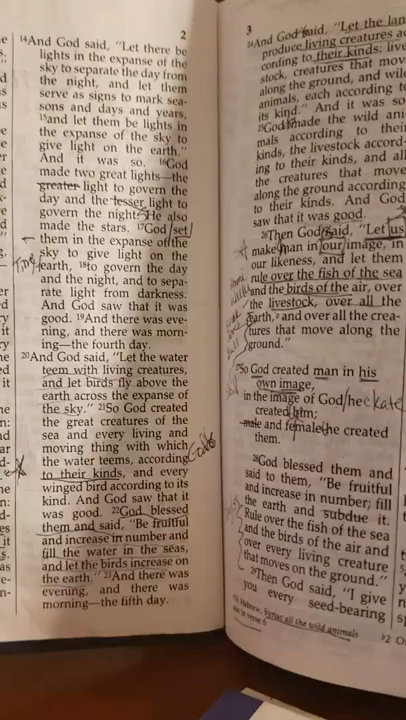 2
¹⁴And God said, “Let there be
lights in the expanse of the
sky to separate the day from
the night, and let them
serve as signs to mark sea-
sons and days and years,
¹⁵and let them be lights in
the expanse of the sky to
give light on the earth.”
And it was so. ¹⁶God
made two great lights—the
greater light to govern the
day and the lesser light to
govern the night. He also
made the stars. ¹⁷God set
them in the expanse of the
sky to give light on the
earth, ¹⁸to govern the day
and the night, and to sepa-
rate light from darkness.
And God saw that it was
good. ¹⁹And there was eve-
ning, and there was morn-
ing—the fourth day.
²⁰And God said, “Let the water
teem with living creatures,
and let birds fly above the
earth across the expanse of
the sky.” ²¹So God created
the great creatures of the
sea and every living and
moving thing with which
the water teems, according
to their kinds, and every
winged bird according to its
kind. And God saw that it
was good. ²²God blessed
them and said, “Be fruitful
and increase in number and
fill the water in the seas,
and let the birds increase on
the earth.” ²³And there was
evening, and there was
morning—the fifth day.
3
²⁴And God said, “Let the lan
produce living creatures ac
cording to their kinds: live
stock, creatures that mov
along the ground, and wild
animals, each according to
its kind.” And it was so
²⁵God made the wild ani
mals according to their
kinds, the livestock accord-
ing to their kinds, and all
the creatures that move
along the ground according
to their kinds. And God
saw that it was good.
²⁶Then God said, “Let us
make man in our image, in
our likeness, and let them
rule over the fish of the sea
and the birds of the air, over
the livestock, over all the
earth,ᵃ and over all the crea-
tures that move along the
ground.”
²⁷So God created man in his
own image,
in the image of God he
created him;
male and female he created
them.
²⁸God blessed them and
said to them, “Be fruitful
and increase in number; fill
the earth and subdue it.
Rule over the fish of the sea
and the birds of the air and
over every living creature
that moves on the ground.”
²⁹Then God said, “I give
you every seed-bearing
Hebrew; Syriac all the wild animals